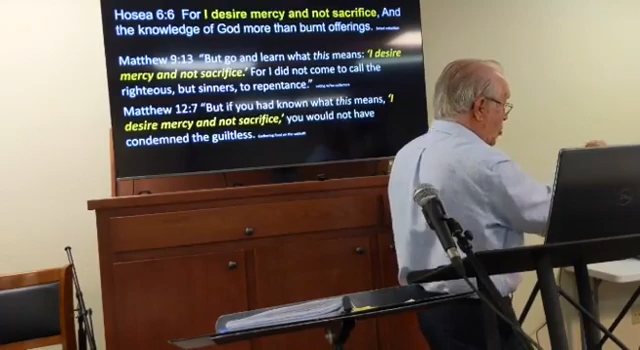 Hosea 6:6 For I desire mercy and not sacrifice, And
the knowledge of God more than burnt offerings.
Matthew 9:13 “But go and learn what this means: ‘I desire
mercy and not sacrifice.’ For I did not come to call the
righteous, but sinners, to repentance.”
Matthew 12:7 “But if you had known what this means, ‘I
desire mercy and not sacrifice,’ you would not have
condemned the guiltless.